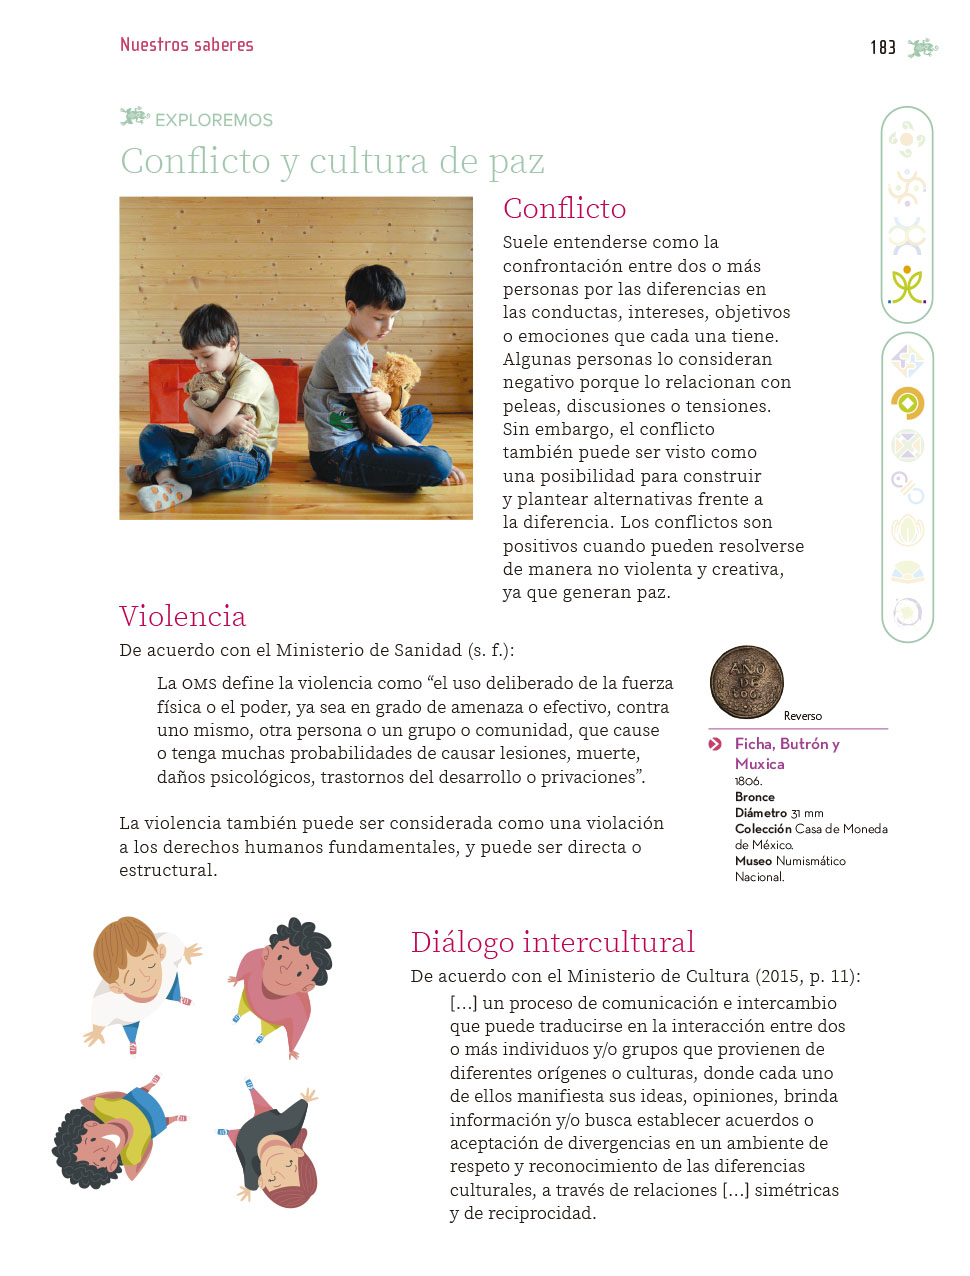 Nuestros saberes
183
EXPLOREMOS
Conflicto y cultura de paz
Conflicto
Suele entenderse como la
confrontación entre dos o más
personas por las diferencias en
las conductas, intereses, objetivos
o emociones que cada una tiene.
Algunas personas lo consideran
negativo porque lo relacionan con
peleas, discusiones o tensiones.
Sin embargo, el conflicto
también puede ser visto como
una posibilidad para construir
y plantear alternativas frente a
la diferencia. Los conflictos son
positivos cuando pueden resolverse
de manera no violenta y creativa,
ya que generan paz.
Violencia
De acuerdo con el Ministerio de Sanidad (s. f.):
La OMS define la violencia como “el uso deliberado de la fuerza
física o el poder, ya sea en grado de amenaza o efectivo, contra
uno mismo, otra persona o un grupo o comunidad, que cause
o tenga muchas probabilidades de causar lesiones, muerte,
daños psicológicos, trastornos del desarrollo o privaciones”.
La violencia también puede ser considerada como una violación
a los derechos humanos fundamentales, y puede ser directa o
estructural.
AÑO
DE
Reverso
Ficha, Butrón y
Muxica
1806.
Bronce
Diámetro 31 mm
Colección Casa de Moneda
de México.
Museo Numismático
Nacional.
Diálogo intercultural
De acuerdo con el Ministerio de Cultura (2015, p. 11):
[...] un proceso de comunicación e intercambio
que puede traducirse en la interacción entre dos
o más individuos y/o grupos que provienen de
diferentes orígenes o culturas, donde cada uno
de ellos manifiesta sus ideas, opiniones, brinda
información y/o busca establecer acuerdos o
aceptación de divergencias en un ambiente de
respeto y reconocimiento de las diferencias
culturales, a través de relaciones [...] simétricas
y de reciprocidad.